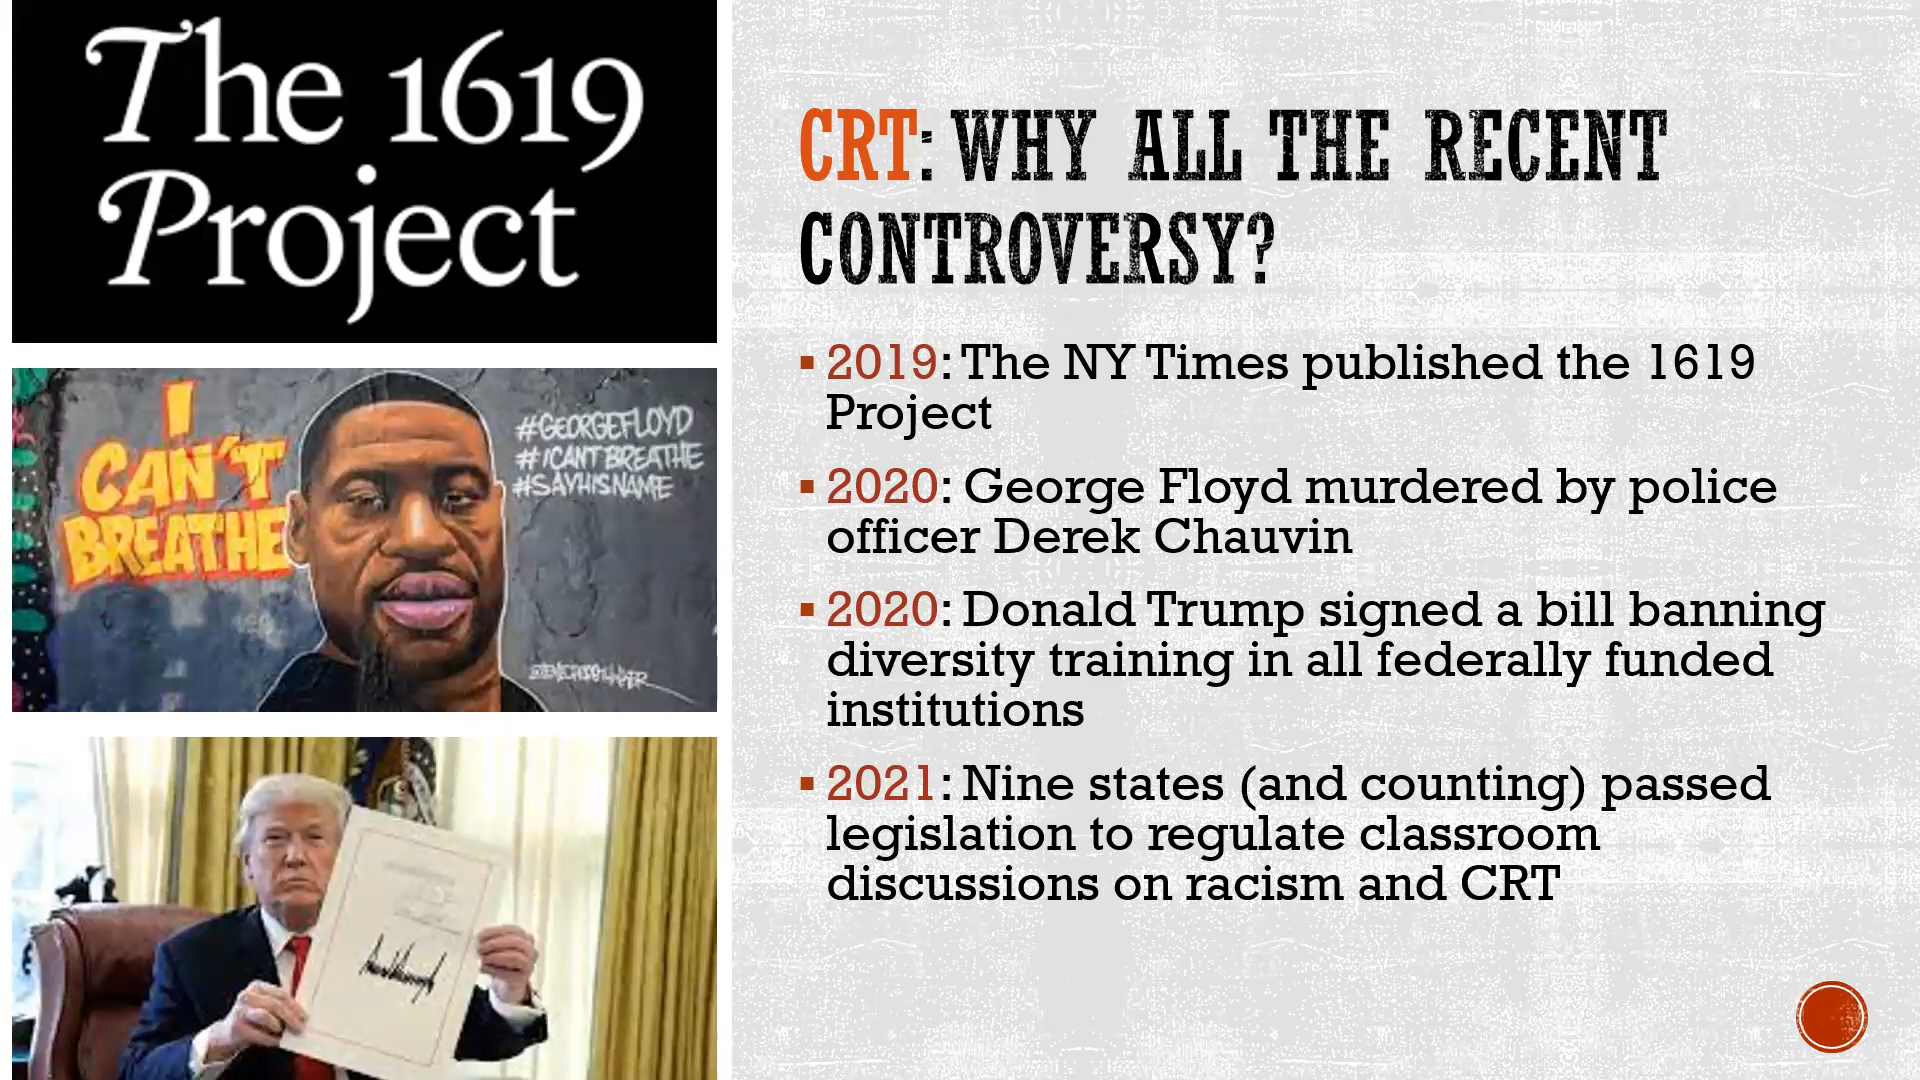 The 1619
Project
I
CAN'T
BREATHE
#GEORGEFLOYD
#ICANTBREATHE
#SAYHISNAME
CRT: WHY ALL THE RECENT
CONTROVERSY?
▪ 2019: The NY Times published the 1619
Project
▪ 2020: George Floyd murdered by police
officer Derek Chauvin
▪ 2020: Donald Trump signed a bill banning
diversity training in all federally funded
institutions
▪ 2021: Nine states (and counting) passed
legislation to regulate classroom
discussions on racism and CRT